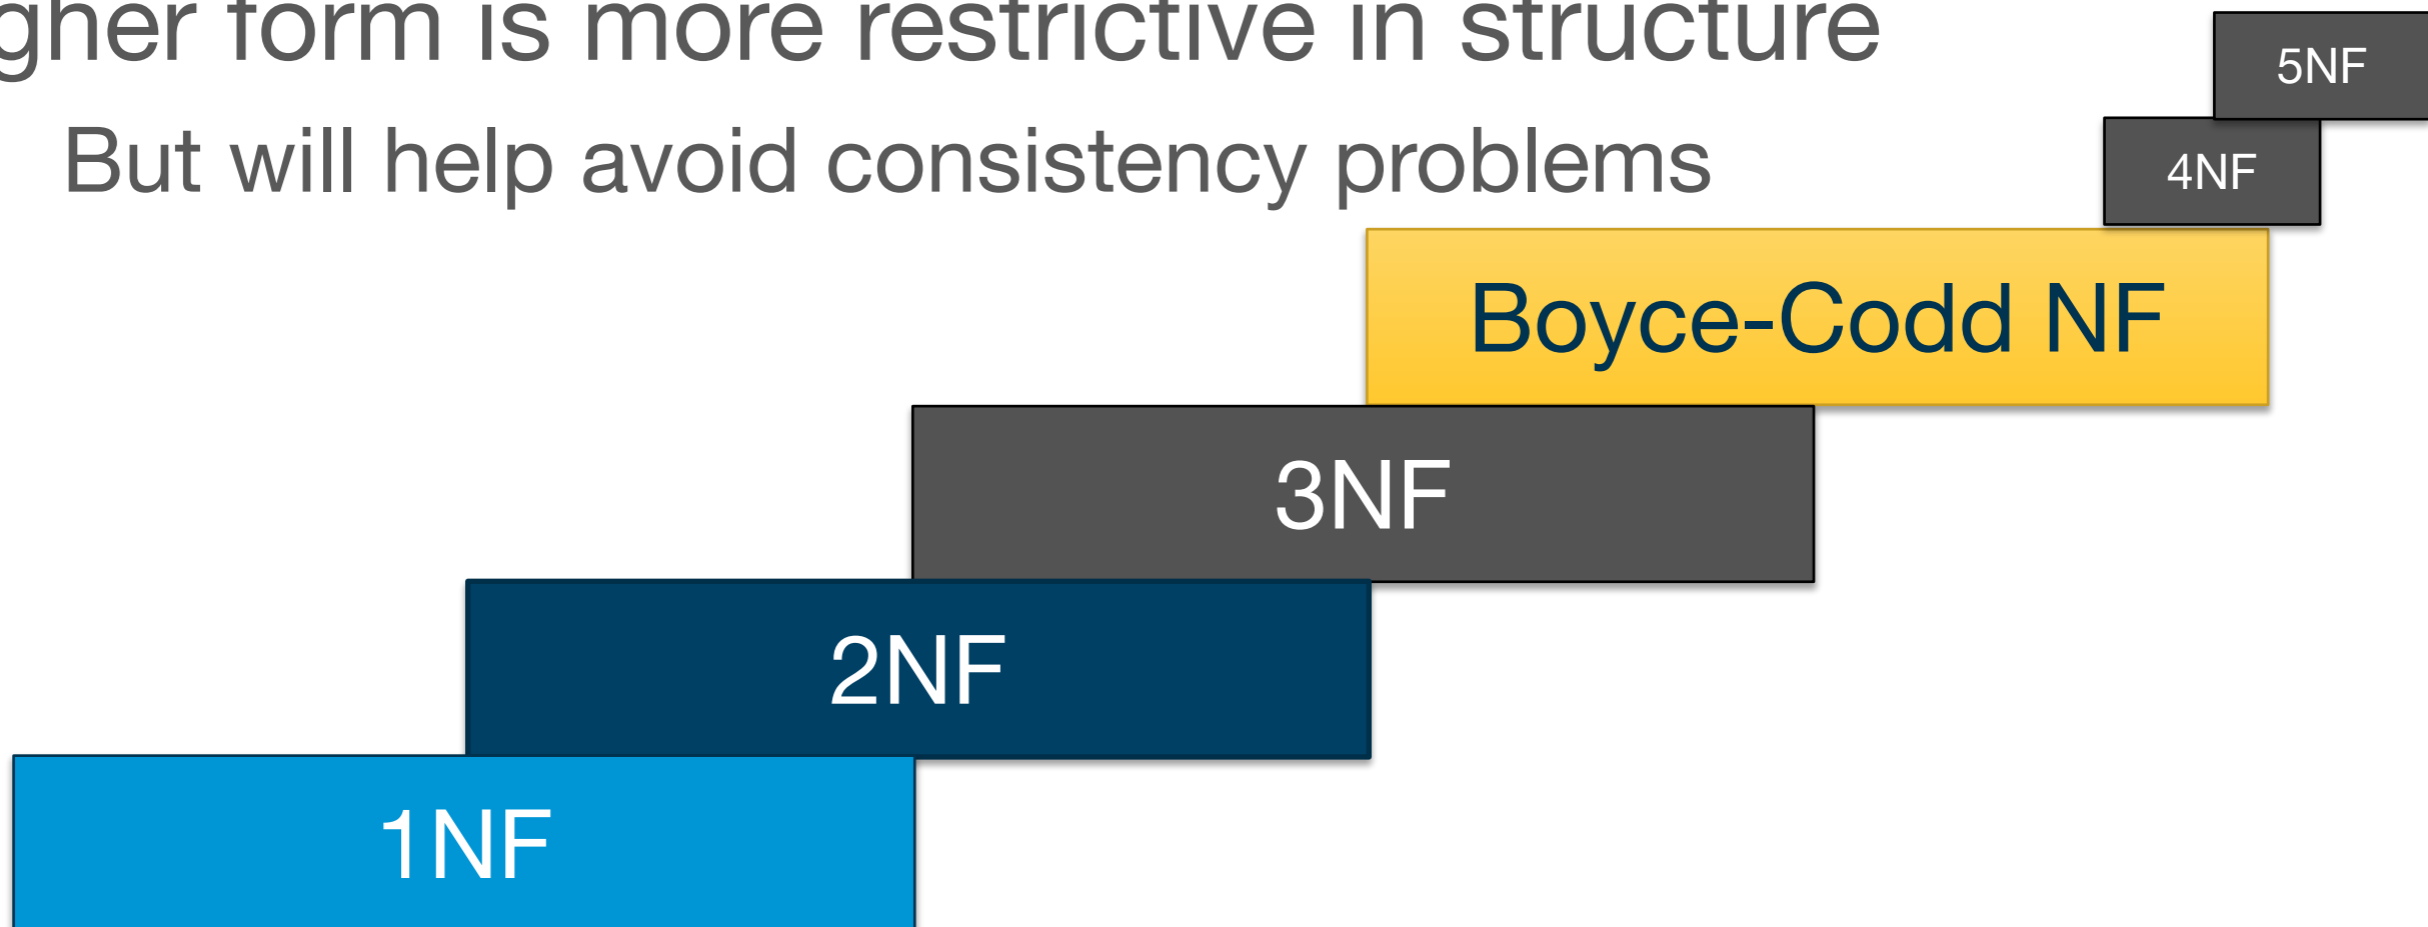 gher form is more restrictive in structure
But will help avoid consistency problems
5NF
4NF
Boyce-Codd NF
3NF
2NF
1NF